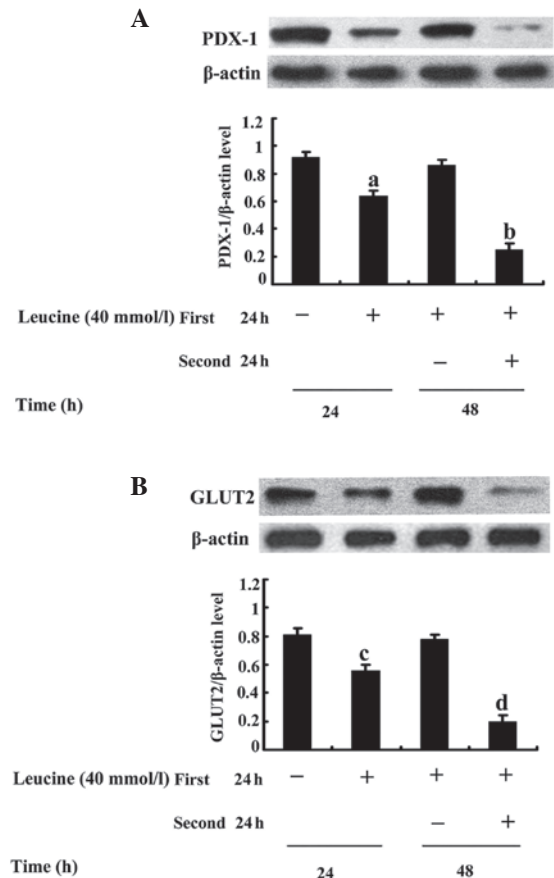 A
PDX-1
β-actin
PDX-1/β-actin level
1.2
1
0.8
0.6
0.4
0.2
0
a
b
Leucine (40 mmol/l) First 24 h − + + +
Second 24 h − +
Time (h) 24 48
B
GLUT2
β-actin
GLUT2/β-actin level
1.2
1
0.8
0.6
0.4
0.2
0
c
d
Leucine (40 mmol/l) First 24 h − + + +
Second 24 h − +
Time (h) 24 48